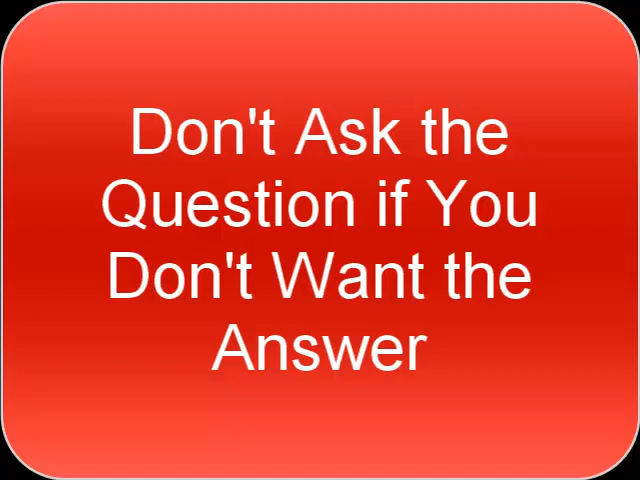 Don't Ask the
Question if You
Don't Want the
Answer